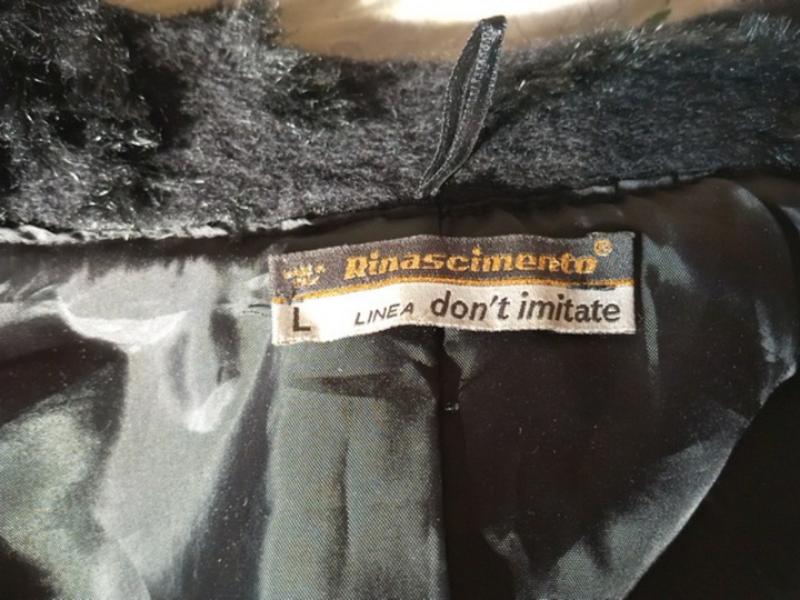 Rinascimento®
L LINEA don't imitate